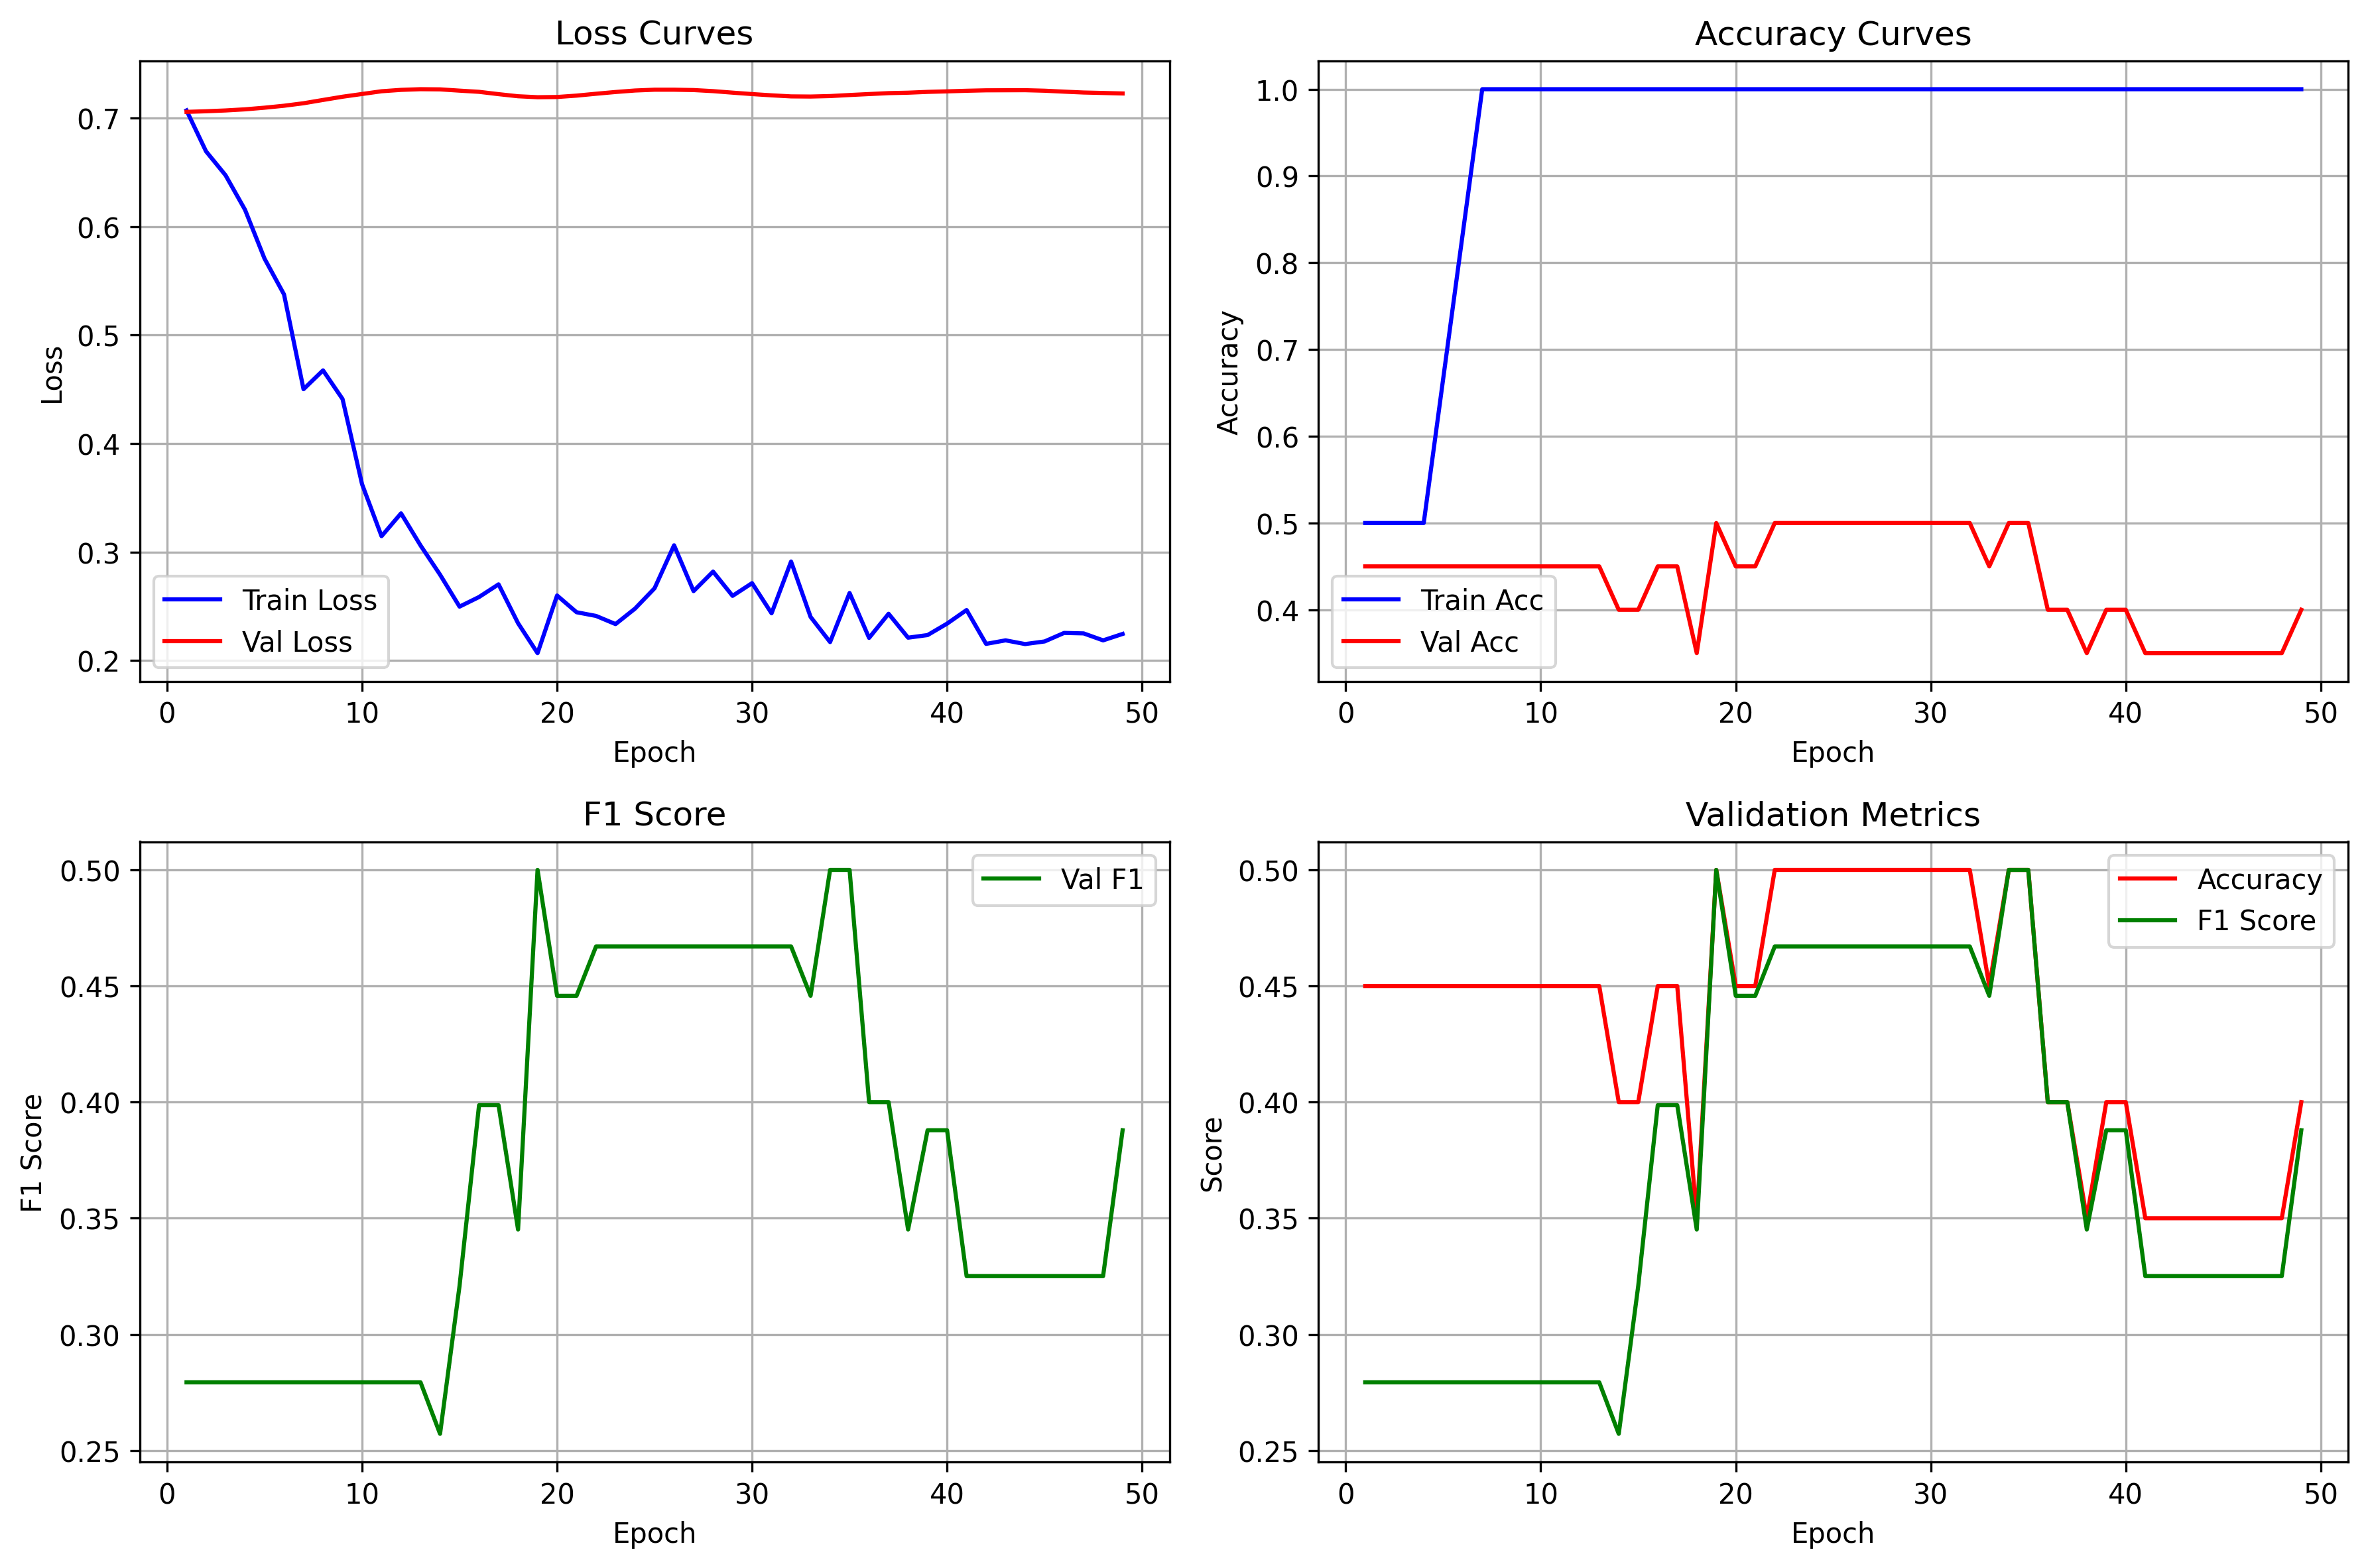 Loss Curves
0.7
0.6
0.5
0.4
0.3
0.2
Loss
Train Loss
Val Loss
0 10 20 30 40 50
Epoch
Accuracy Curves
1.0
0.9
0.8
0.7
0.6
0.5
0.4
Accuracy
Train Acc
Val Acc
0 10 20 30 40 50
Epoch
F1 Score
0.50
0.45
0.40
0.35
0.30
0.25
F1 Score
Val F1
0 10 20 30 40 50
Epoch
Validation Metrics
0.50
0.45
0.40
0.35
0.30
0.25
Score
Accuracy
F1 Score
0 10 20 30 40 50
Epoch